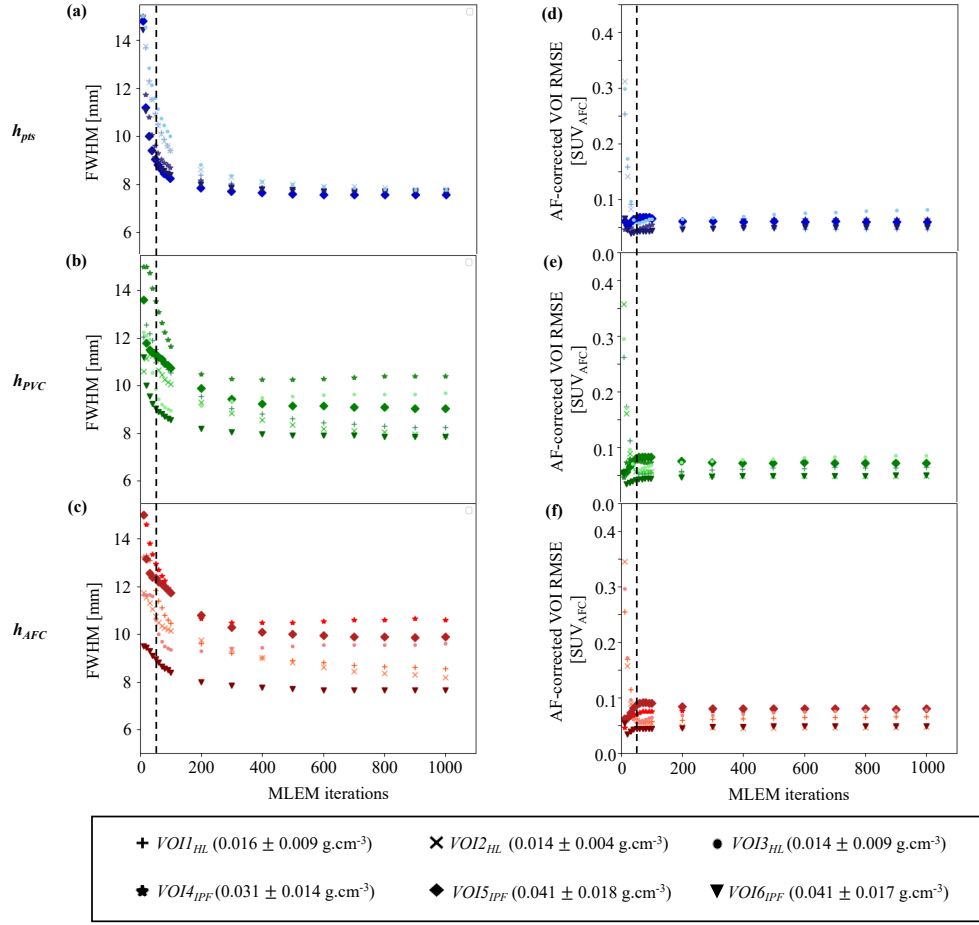 (a)
14
12
10
8
6
FWHM [mm]
h_pts
(d)
0.4
0.3
0.2
0.1
0.0
AF-corrected VOI RMSE
[SUV_AFC]
(b)
14
12
10
8
6
FWHM [mm]
h_PVC
(e)
0.4
0.3
0.2
0.1
0.0
AF-corrected VOI RMSE
[SUV_AFC]
(c)
14
12
10
8
6
FWHM [mm]
h_AFC
0 200 400 600 800 1000
MLEM iterations
(f)
0.4
0.3
0.2
0.1
0.0
AF-corrected VOI RMSE
[SUV_AFC]
0 200 400 600 800 1000
MLEM iterations
VOI1_HL (0.016 ± 0.009 g.cm⁻³) VOI2_HL (0.014 ± 0.004 g.cm⁻³) VOI3_HL (0.014 ± 0.009 g.cm⁻³)
VOI4_IPF (0.031 ± 0.014 g.cm⁻³) VOI5_IPF (0.041 ± 0.018 g.cm⁻³) VOI6_IPF (0.041 ± 0.017 g.cm⁻³)